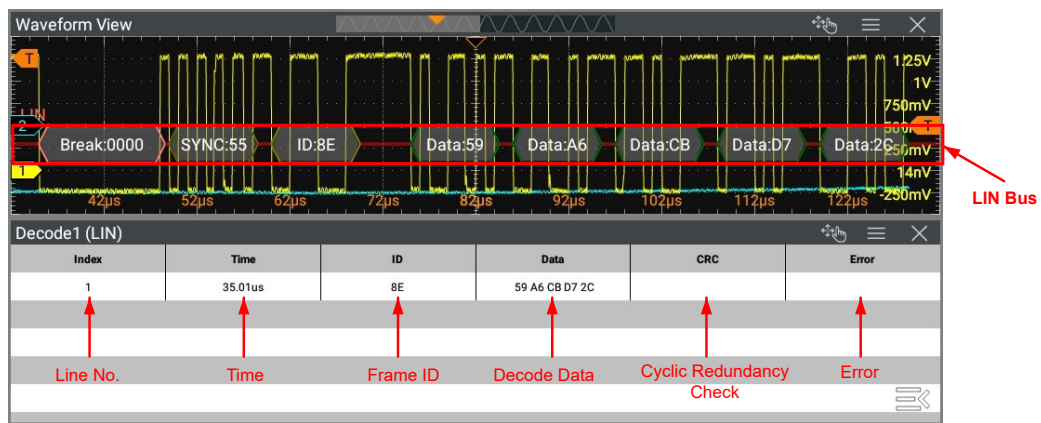 Waveform View
T
1.25V
1V
750mV
LIN
2
500
T
Break:0000 SYNC:55 ID:8E Data:59 Data:A6 Data:CB Data:D7 Data:2C
250mV
1
14nV
LIN Bus
-250mV
42µs 52µs 62µs 72µs 82µs 92µs 102µs 112µs 122µs
Decode1 (LIN)
Index Time ID Data CRC Error
1 35.01us 8E 59 A6 CB D7 2C
Line No. Time Frame ID Decode Data Cyclic Redundancy Error
Check